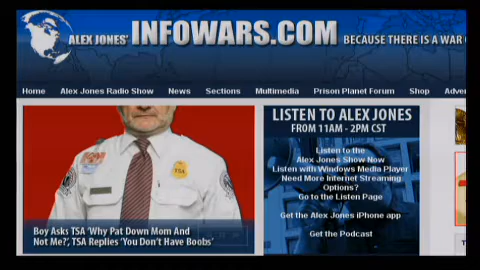 ALEX JONES' INFOWARS.COM BECAUSE THERE IS A WAR
Home Alex Jones Radio Show News Sections Multimedia Prison Planet Forum Shop
LISTEN TO ALEX JONES
FROM 11AM - 2PM CST
Listen to the
Alex Jones Show Now
Listen with Windows Media Player
Need More Internet Streaming
Options?
Go to the Listen Page
Get the Alex Jones iPhone app
Get the Podcast
TSA
Boy Asks TSA 'Why Pat Down Mom And
Not Me?', TSA Replies 'You Don't Have Boobs'